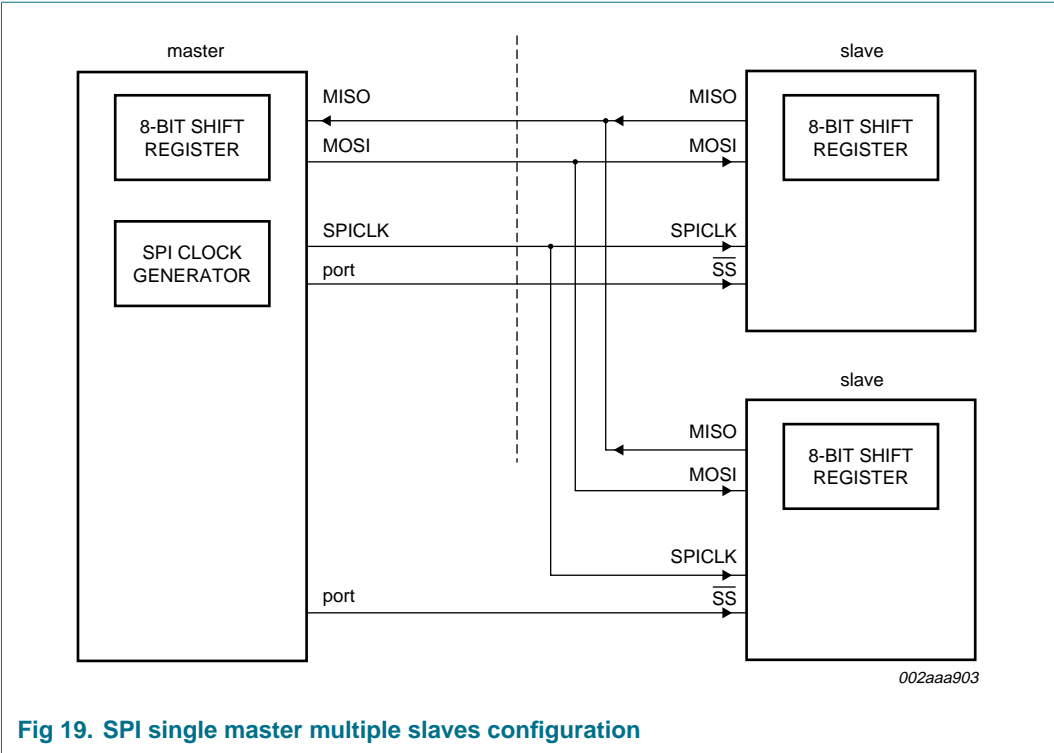 master
slave
MISO
MISO
8-BIT SHIFT
REGISTER
8-BIT SHIFT
REGISTER
MOSI
MOSI
SPICLK
SPICLK
SPI CLOCK
GENERATOR
port
SS
slave
MISO
8-BIT SHIFT
REGISTER
MOSI
SPICLK
port
SS
002aaa903
Fig 19. SPI single master multiple slaves configuration